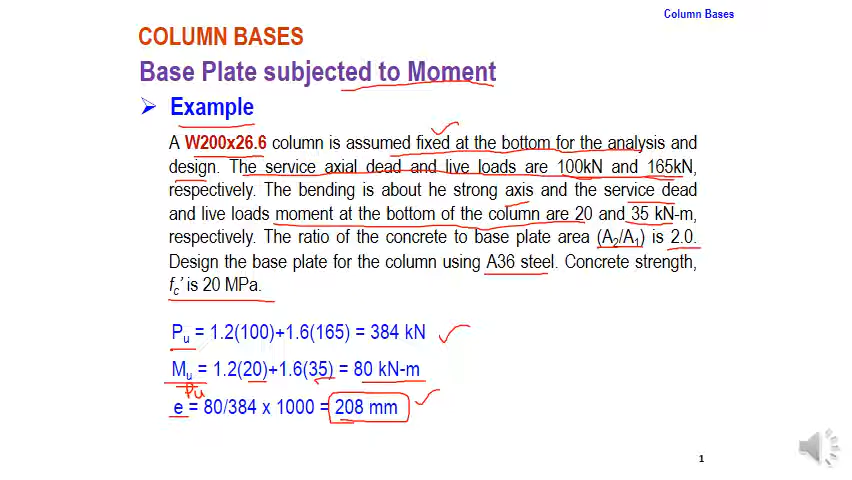 Column Bases
COLUMN BASES
Base Plate subjected to Moment
➢ Example
A W200x26.6 column is assumed fixed at the bottom for the analysis and
design. The service axial dead and live loads are 100kN and 165kN,
respectively. The bending is about he strong axis and the service dead
and live loads moment at the bottom of the column are 20 and 35 kN-m,
respectively. The ratio of the concrete to base plate area (A₂/A₁) is 2.0.
Design the base plate for the column using A36 steel. Concrete strength,
fc' is 20 MPa.
Pu = 1.2(100)+1.6(165) = 384 kN
Mu = 1.2(20)+1.6(35) = 80 kN-m
Pu
e = 80/384 x 1000 = 208 mm
1